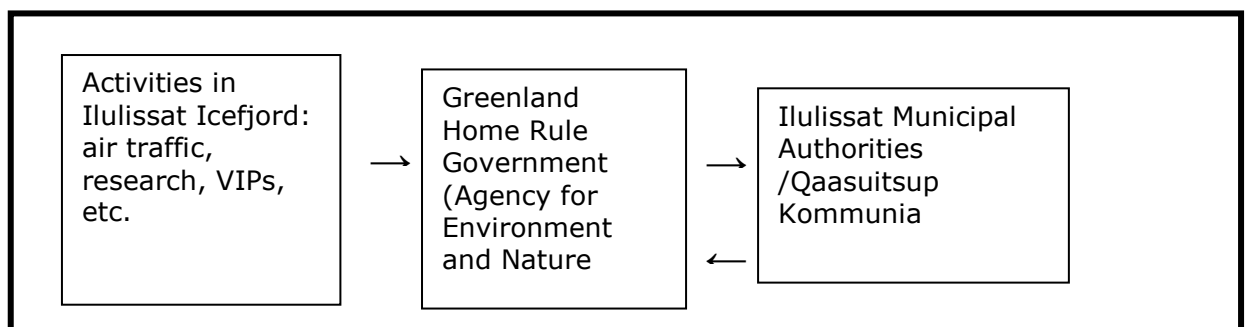 Activities in
Ilulissat Icefjord:
air traffic,
research, VIPs,
etc.
→
Greenland
Home Rule
Government
(Agency for
Environment
and Nature
→
←
Ilulissat Municipal
Authorities
/Qaasuitsup
Kommunia